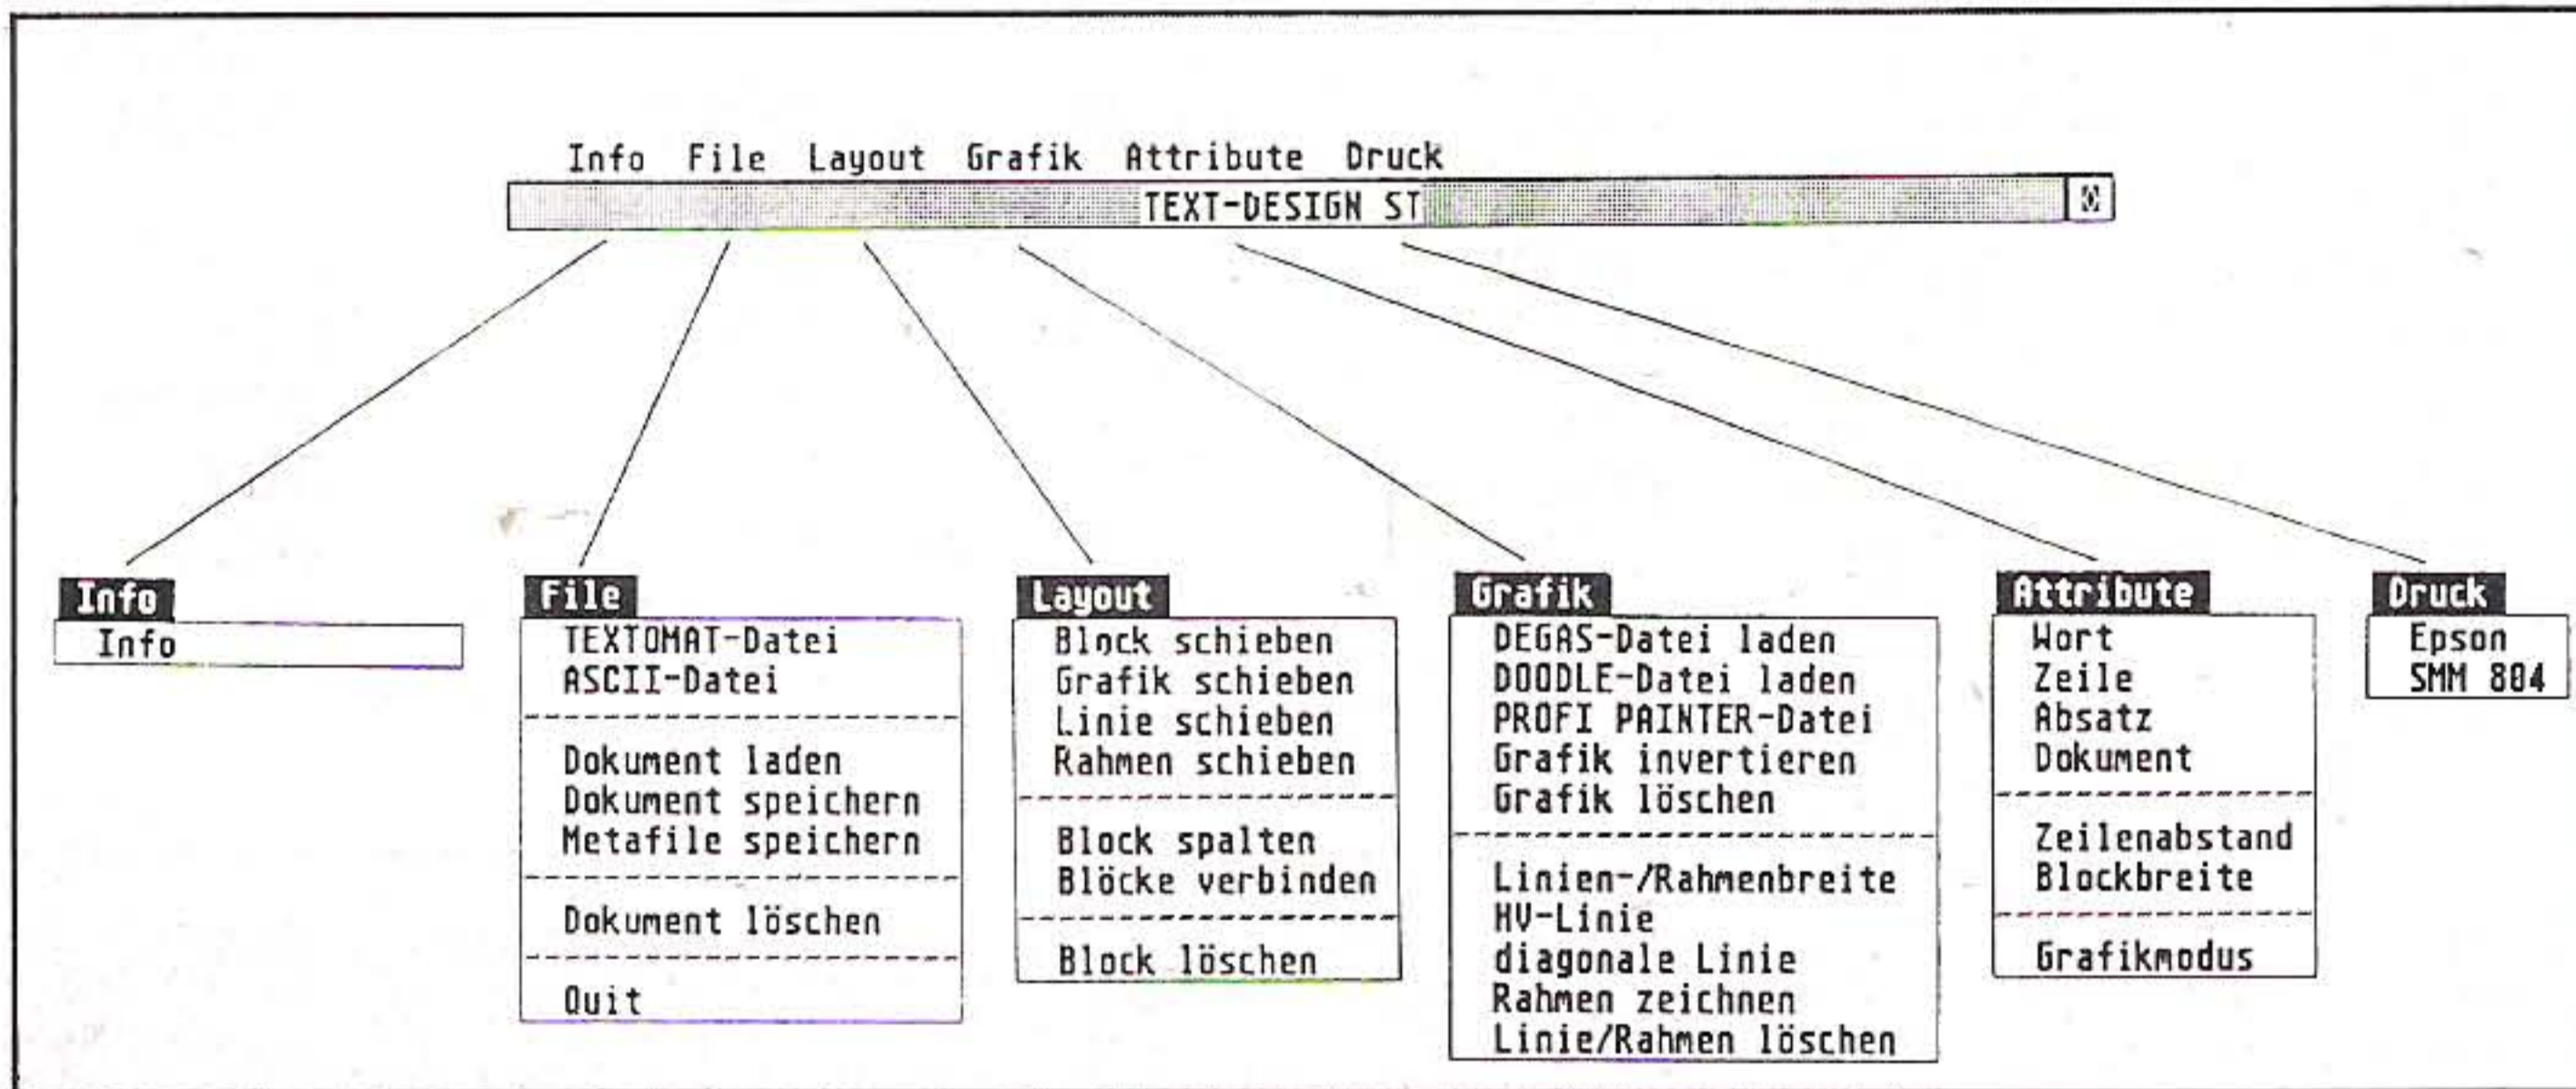 Info File Layout Grafik Attribute Druck
TEXT-DESIGN ST
Info
Info
File
TEXTOMAT-Datei
ASCII-Datei
Dokument laden
Dokument speichern
Metafile speichern
Dokument löschen
Quit
Layout
Block schieben
Grafik schieben
Linie schieben
Rahmen schieben
Block spalten
Blöcke verbinden
Block löschen
Grafik
DEGAS-Datei laden
DOODLE-Datei laden
PROFI PAINTER-Datei
Grafik invertieren
Grafik löschen
Linien-/Rahmenbreite
HV-Linie
diagonale Linie
Rahmen zeichnen
Linie/Rahmen löschen
Attribute
Wort
Zeile
Absatz
Dokument
Zeilenabstand
Blockbreite
Grafikmodus
Druck
Epson
SMM 804